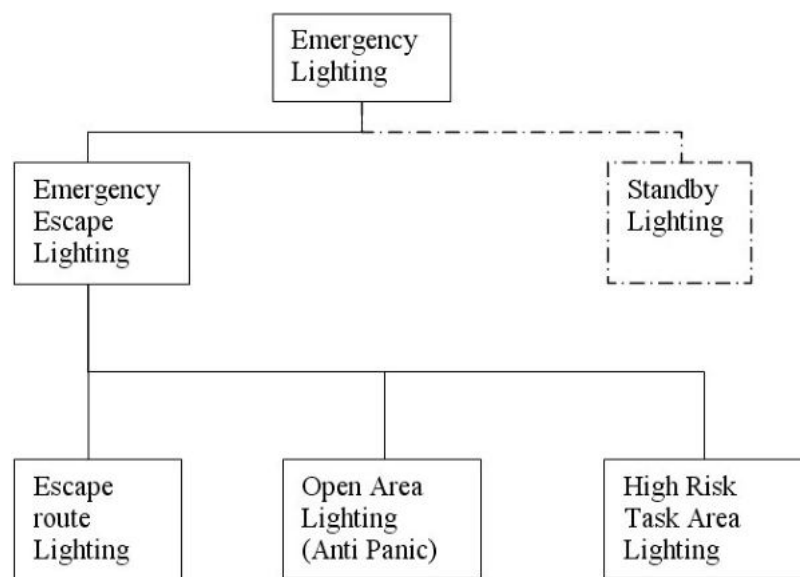 Emergency
Lighting
Emergency
Escape
Lighting
Standby
Lighting
Escape
route
Lighting
Open Area
Lighting
(Anti Panic)
High Risk
Task Area
Lighting